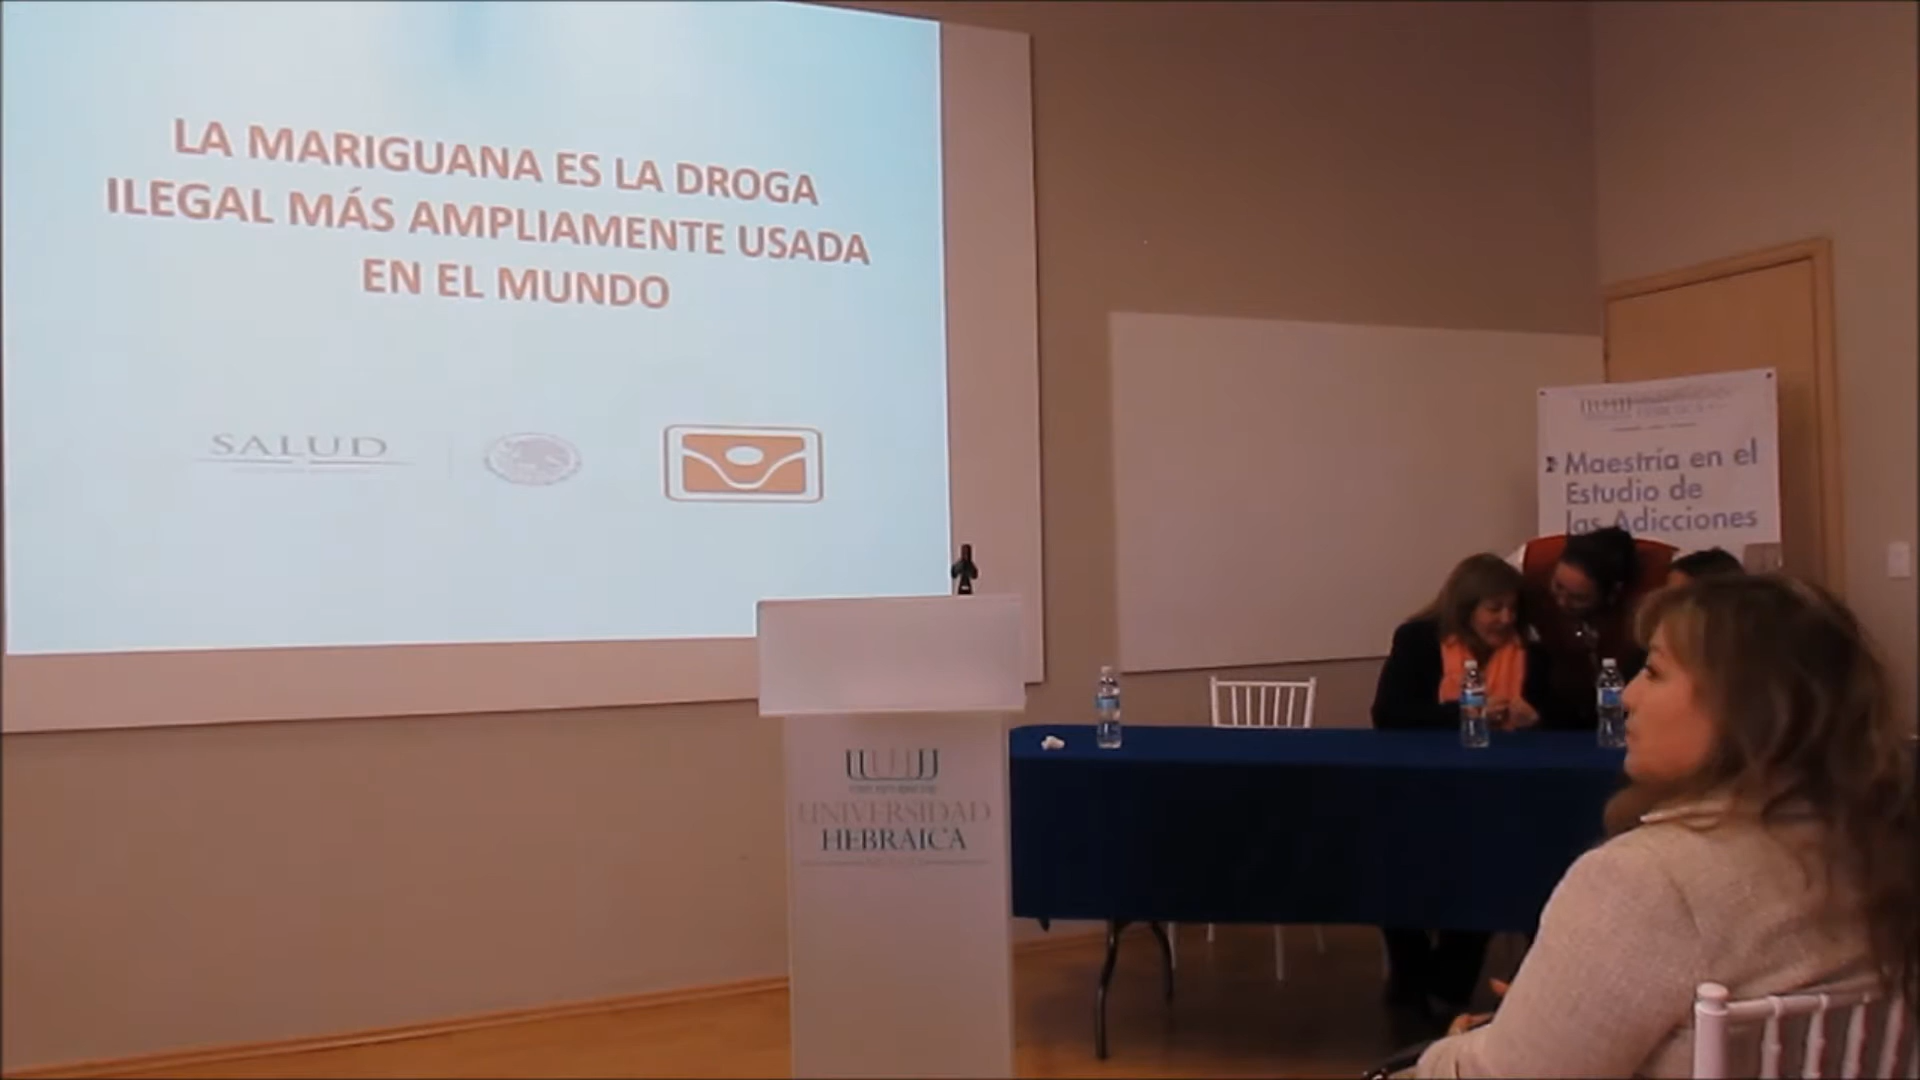 LA MARIGUANA ES LA DROGA
ILEGAL MÁS AMPLIAMENTE USADA
EN EL MUNDO
SALUD
Maestría en el
Estudio de
las Adicciones
UNIVERSIDAD
HEBRAICA